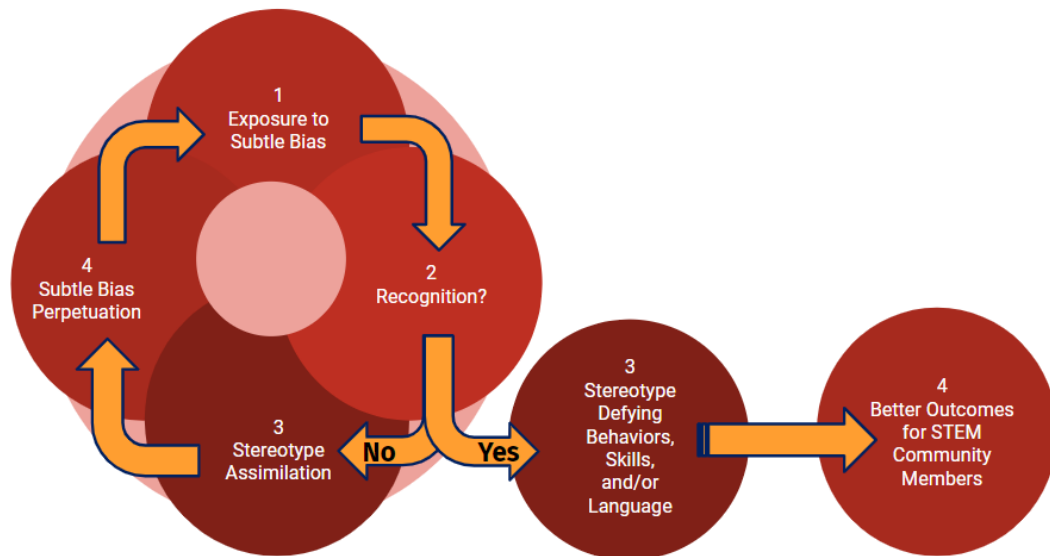 1
Exposure to
Subtle Bias
2
Recognition?
No
Yes
3
Stereotype
Assimilation
4
Subtle Bias
Perpetuation
3
Stereotype
Defying
Behaviors,
Skills,
and/or
Language
4
Better Outcomes
for STEM
Community
Members